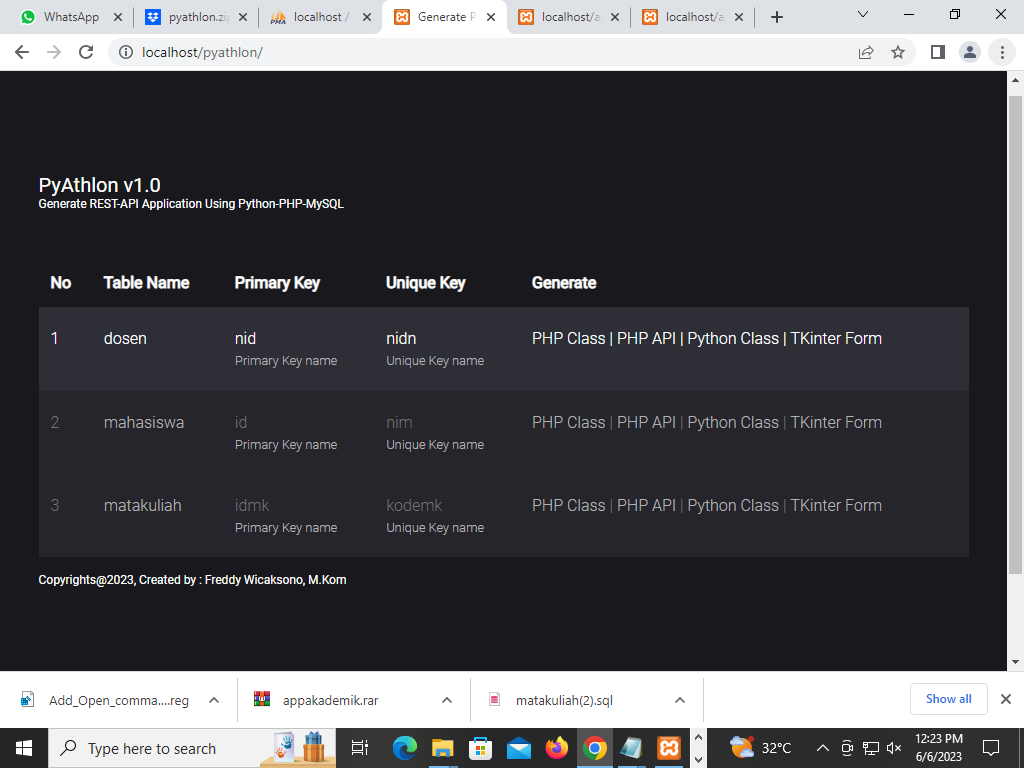 WhatsApp
pyathlon.zi
PMA
localhost /
Generate P
localhost/a
localhost/a
localhost/pyathlon/
PyAthlon v1.0
Generate REST-API Application Using Python-PHP-MySQL
No Table Name Primary Key Unique Key Generate
1 dosen nid nidn PHP Class | PHP API | Python Class | TKinter Form
Primary Key name Unique Key name
2 mahasiswa id nim PHP Class | PHP API | Python Class | TKinter Form
Primary Key name Unique Key name
3 matakuliah idmk kodemk PHP Class | PHP API | Python Class | TKinter Form
Primary Key name Unique Key name
Copyrights@2023, Created by : Freddy Wicaksono, M.Kom
Add_Open_comma....reg
appakademik.rar
matakuliah(2).sql
Show all
Type here to search
32°C
12:23 PM
6/6/2023